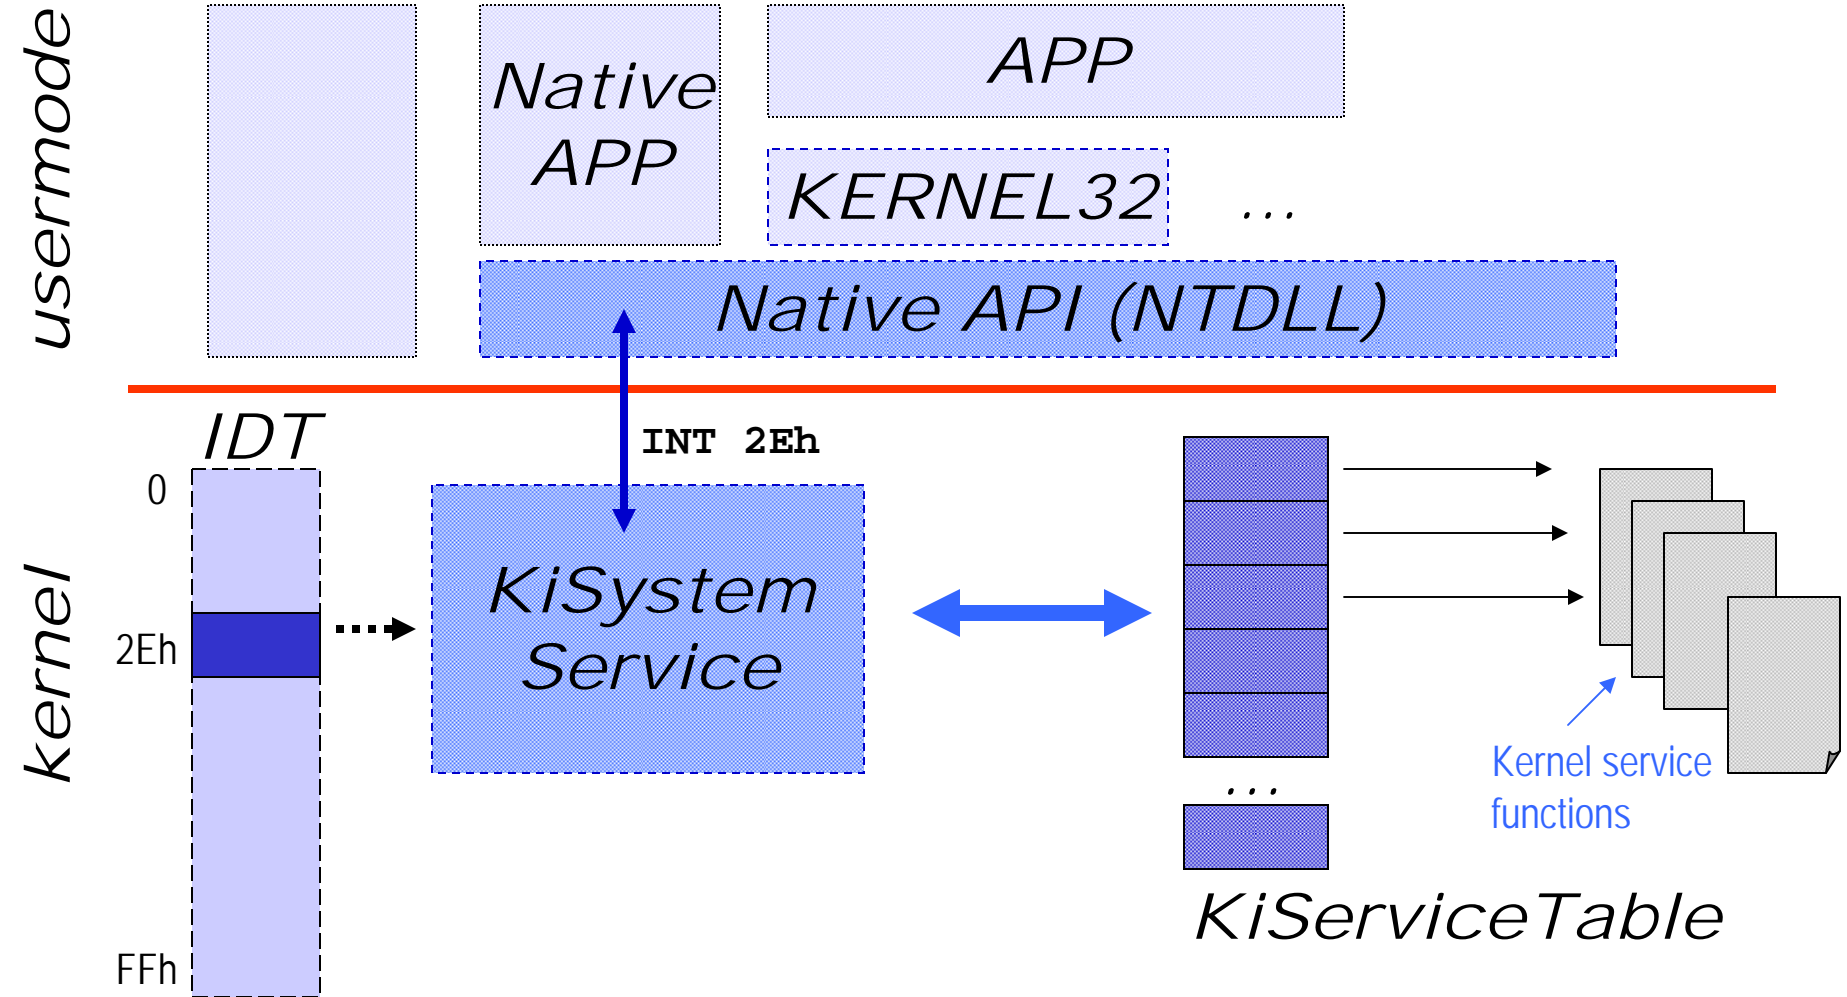 usermode
Native
APP
APP
KERNEL32
...
Native API (NTDLL)
kernel
IDT
0
2Eh
FFh
INT 2Eh
KiSystem
Service
...
KiServiceTable
Kernel service
functions